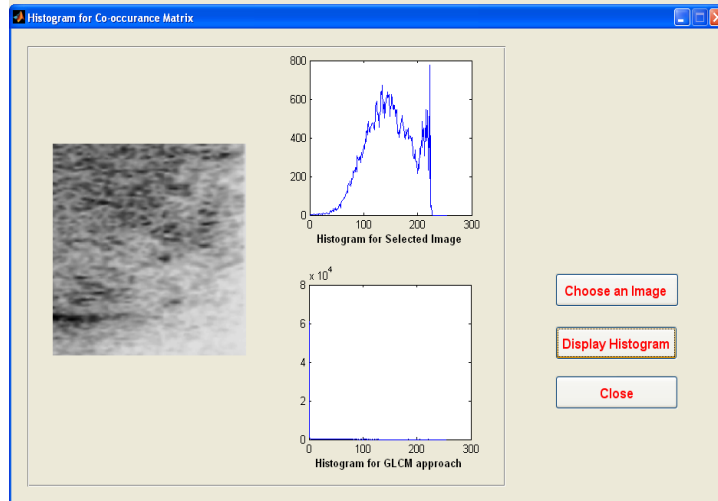 Histogram for Co-occurance Matrix
800
600
400
200
0
0 100 200 300
Histogram for Selected Image
x 10^4
8
6
4
2
0
0 100 200 300
Histogram for GLCM approach
Choose an Image
Display Histogram
Close